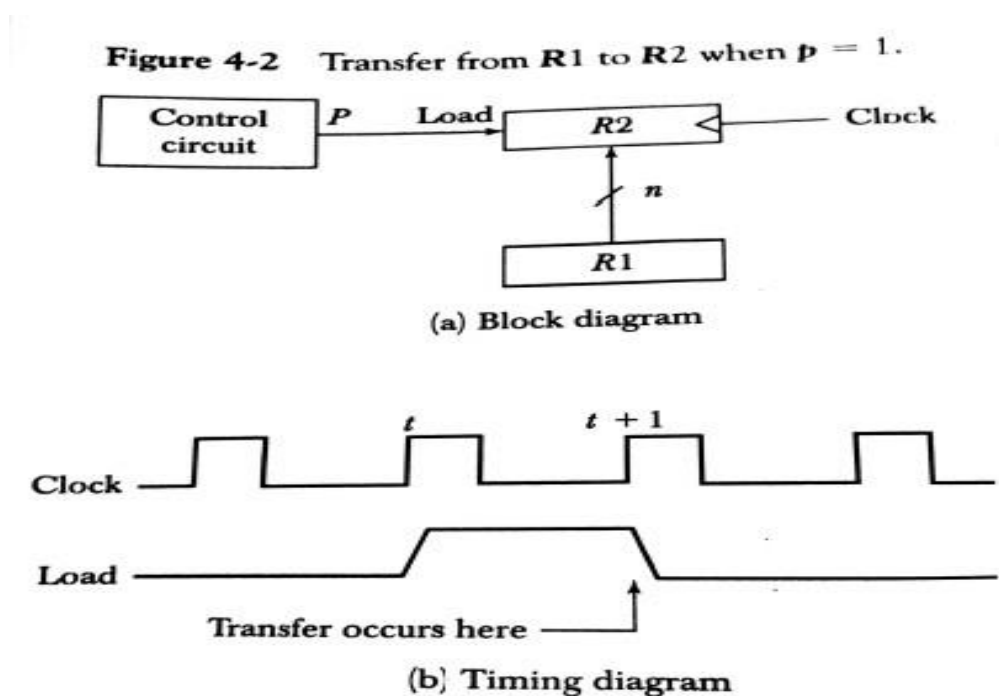 Figure 4-2 Transfer from R1 to R2 when p = 1.
Control circuit
P
Load
R2
Clock
n
R1
(a) Block diagram
t
t + 1
Clock
Load
Transfer occurs here
(b) Timing diagram